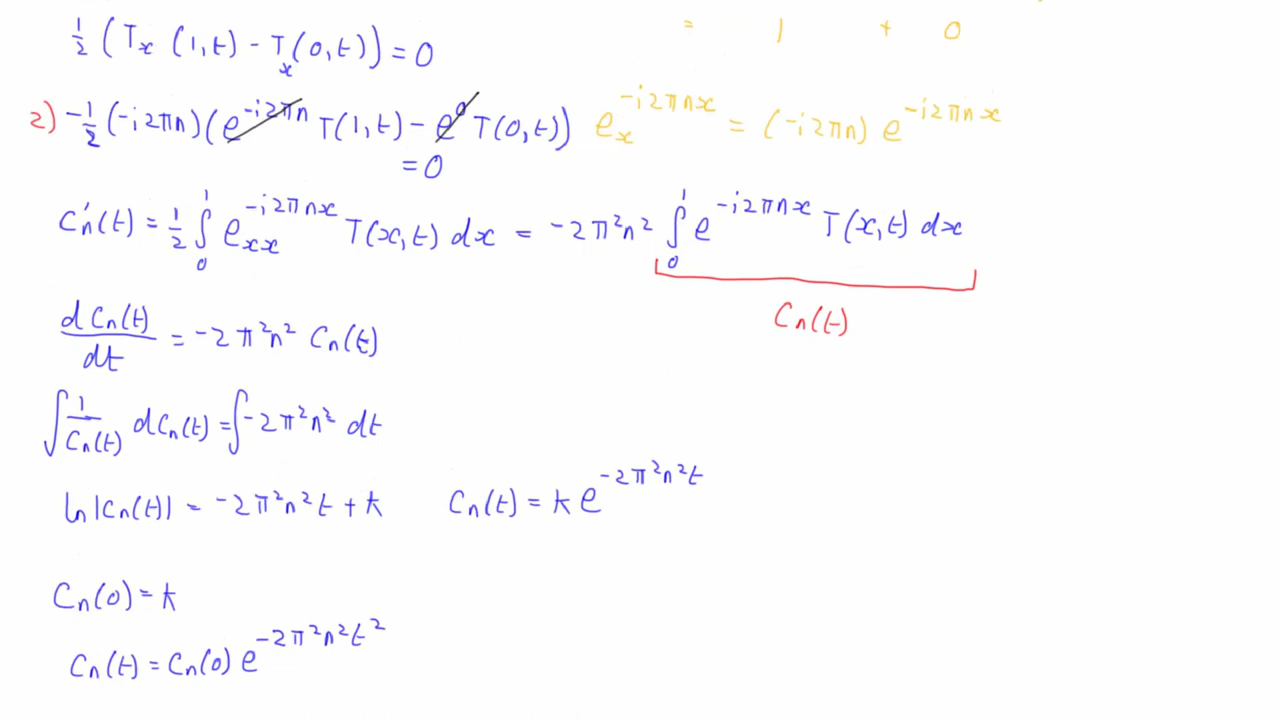 ½ (Tₓ (1,t) - Tₓ(0,t)) = 0
= 1 + 0
2) -½ (-i2πn) (e^{-i2πn} T(1,t) - e⁰ T(0,t))
= 0
eₓ^{-i2πnx} = (-i2πn) e^{-i2πnx}
Cₙ'(t) = ½ ∫₀¹ eₓₓ^{-i2πnx} T(x,t) dx = -2π²n² ∫₀¹ e^{-i2πnx} T(x,t) dx
Cₙ(t)
dCₙ(t)/dt = -2π²n² Cₙ(t)
∫ 1/Cₙ(t) dCₙ(t) = ∫ -2π²n² dt
ln|Cₙ(t)| = -2π²n²t + k
Cₙ(t) = k e^{-2π²n²t}
Cₙ(0) = k
Cₙ(t) = Cₙ(0) e^{-2π²n²t²}